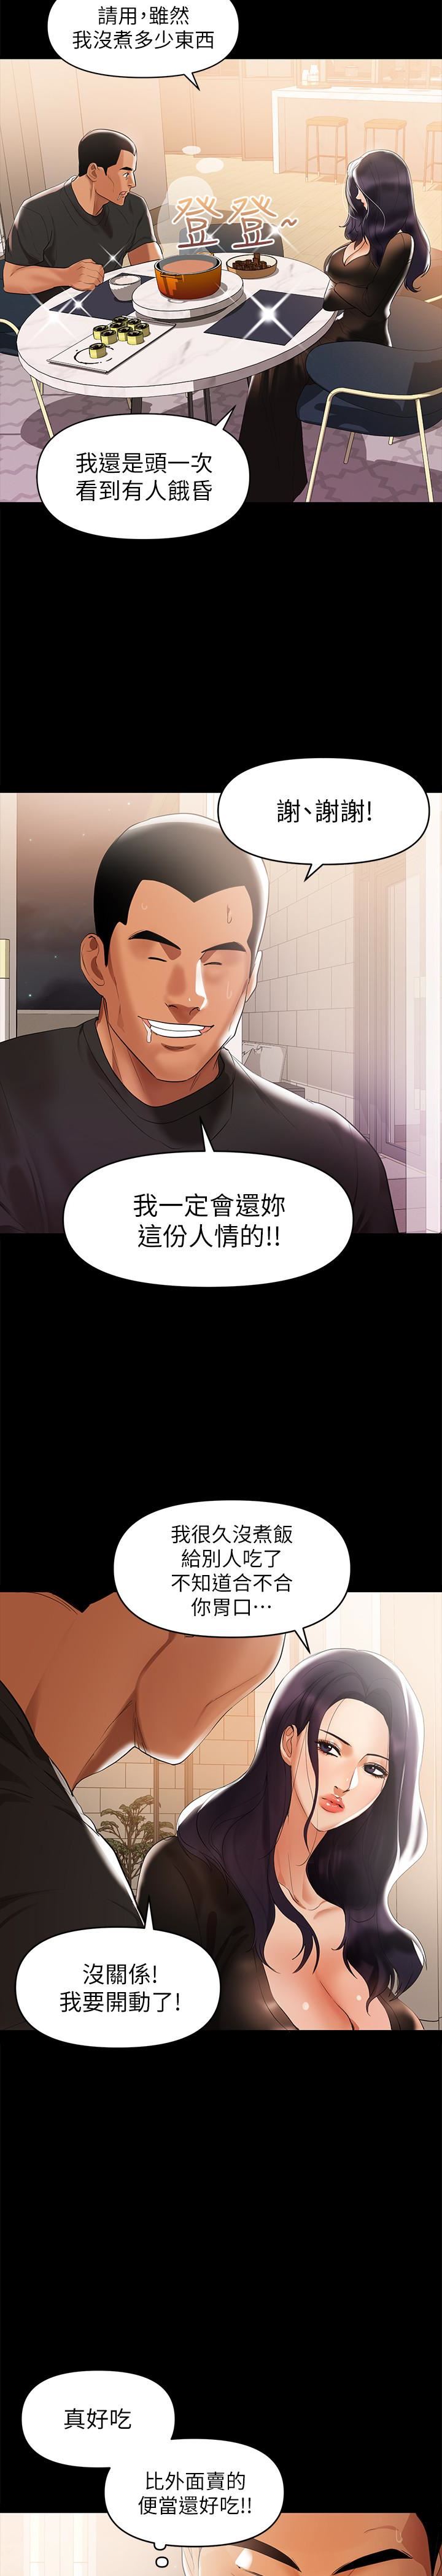 請用，雖然
我沒煮多少東西
登登~
我還是頭一次
看到有人餓昏
謝、謝謝!
我一定會還妳
這份人情的!!
我很久沒煮飯
給別人吃了
不知道合不合
你胃口…
沒關係!
我要開動了!
真好吃
比外面賣的
便當還好吃!!